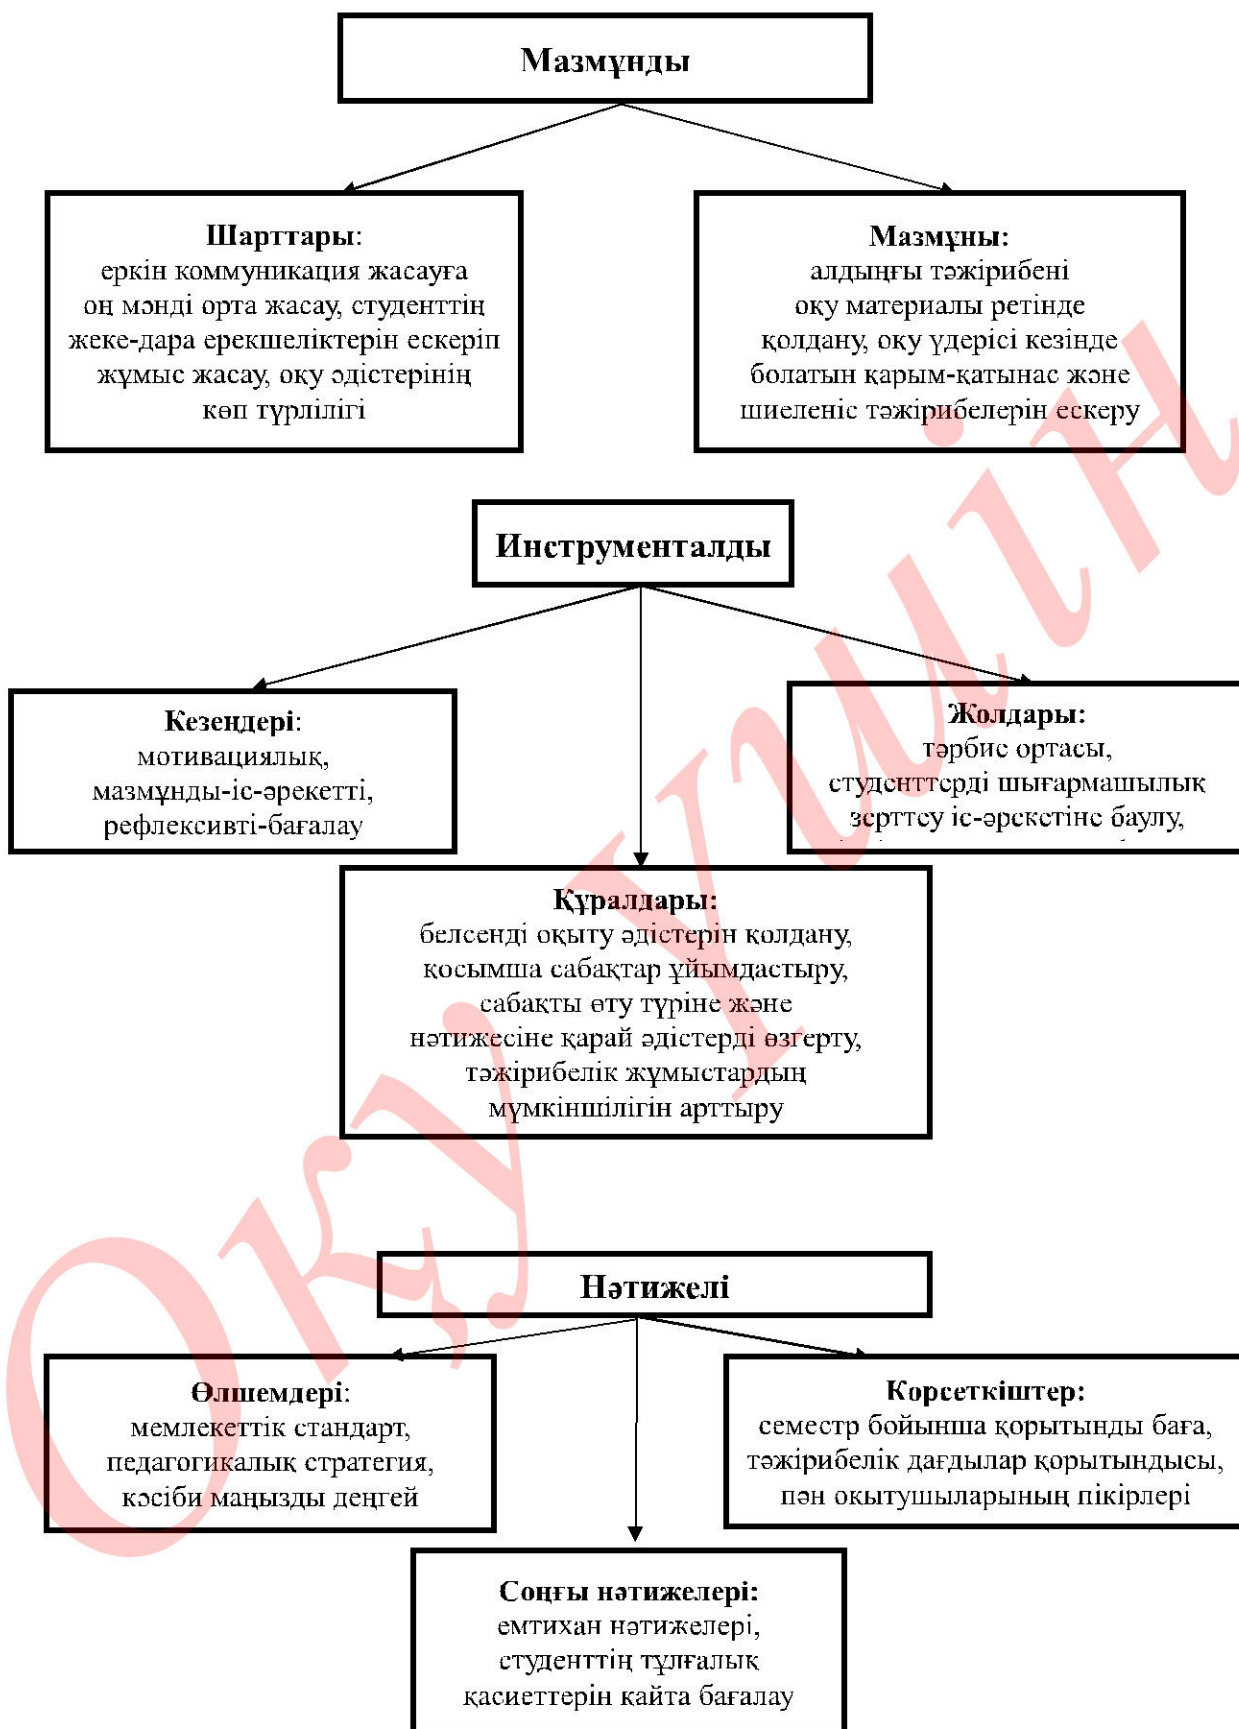 Мазмұнды
Шарттары:
еркін коммуникация жасауға
оң мәнді орта жасау, студенттің
жеке-дара ерекшеліктерін ескеріп
жұмыс жасау, оқу әдістерінің
көп түрлілігі
Мазмұны:
алдыңғы тәжірибені
оқу материалы ретінде
қолдану, оқу үдерісі кезінде
болатын қарым-қатынас және
шиеленіс тәжірибелерін ескеру
Инструменталды
Кезеңдері:
мотивациялық,
мазмұнды-іс-әрекетті,
рефлексивті-бағалау
Жолдары:
тәрбие ортасы,
студенттерді шығармашылық
зерттеу іс-әрекетіне баулу,
Құралдары:
белсенді оқыту әдістерін қолдану,
қосымша сабақтар ұйымдастыру,
сабақты өту түріне және
нәтижесіне қарай әдістерді өзгерту,
тәжірибелік жұмыстардың
мүмкіншілігін арттыру
Нәтижелі
Өлшемдері:
мемлекеттік стандарт,
педагогикалық стратегия,
кәсіби маңызды деңгей
Көрсеткіштер:
семестр бойынша қорытынды баға,
тәжірибелік дағдылар қорытындысы,
пән оқытушыларының пікірлері
Соңғы нәтижелері:
емтихан нәтижелері,
студенттің тұлғалық
қасиеттерін қайта бағалау
Оқу Үшін